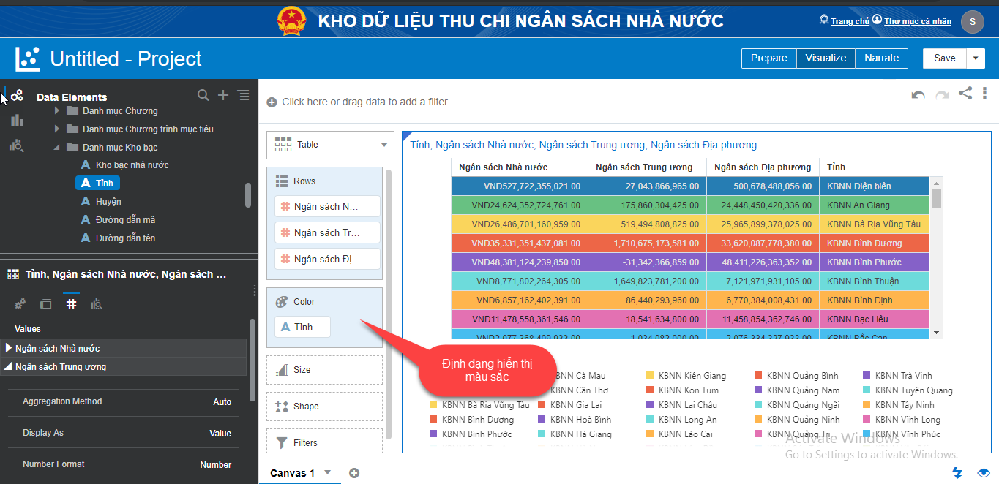 KHO DỮ LIỆU THU CHI NGÂN SÁCH NHÀ NƯỚC
Trang chủ Thư mục cá nhân S
Untitled - Project
Prepare Visualize Narrate Save
Data Elements
Danh mục Chương
Danh mục Chương trình mục tiêu
Danh mục Kho bạc
A Kho bạc nhà nước
A Tỉnh
A Huyện
A Đường dẫn mã
A Đường dẫn tên
Tỉnh, Ngân sách Nhà nước, Ngân sách ...
Values
Ngân sách Nhà nước
Ngân sách Trung ương
Aggregation Method Auto
Display As Value
Number Format Number
Click here or drag data to add a filter
Table
Rows
# Ngân sách N...
# Ngân sách Tr...
# Ngân sách Đị...
Color
A Tỉnh
Size
Shape
Filters
Định dạng hiển thị
màu sắc
Tỉnh, Ngân sách Nhà nước, Ngân sách Trung ương, Ngân sách Địa phương
Ngân sách Nhà nước Ngân sách Trung ương Ngân sách Địa phương Tỉnh
VND527,722,355,021.00 27,043,866,965.00 500,678,488,056.00 KBNN Điện biên
VND24,624,352,724,761.00 175,860,304,425.00 24,448,450,420,336.00 KBNN An Giang
VND26,486,701,160,959.00 519,494,808,825.00 25,965,899,378,025.00 KBNN Bà Rịa Vũng Tàu
VND35,331,351,437,081.00 1,710,675,173,581.00 33,620,087,778,380.00 KBNN Bình Dương
VND48,381,124,239,850.00 -31,342,366,859.00 48,411,226,363,352.00 KBNN Bình Phước
VND8,771,802,264,305.00 1,649,823,781,200.00 7,121,971,931,105.00 KBNN Bình Thuận
VND6,857,162,402,391.00 86,440,293,960.00 6,770,384,008,431.00 KBNN Bình Định
VND11,478,558,361,546.00 18,541,634,800.00 11,458,854,362,746.00 KBNN Bạc Liêu
VND2,077,368,409,933.00 1,034,082,000.00 2,076,334,327,933.00 KBNN Bắc Cạn
KBNN Cà Mau KBNN Kiên Giang KBNN Quảng Bình KBNN Trà Vinh
KBNN Cần Thơ KBNN Kon Tum KBNN Quảng Nam KBNN Tuyên Quang
KBNN Bà Rịa Vũng Tàu KBNN Gia Lai KBNN Lai Châu KBNN Quảng Ngãi KBNN Tây Ninh
KBNN Bình Dương KBNN Hoà Bình KBNN Long An KBNN Quảng Ninh KBNN Vĩnh Long
KBNN Bình Phước KBNN Hà Giang KBNN Lào Cai KBNN Quảng Trị KBNN Vĩnh Phúc
Activate Windows
Go to Settings to activate Windows.
Canvas 1